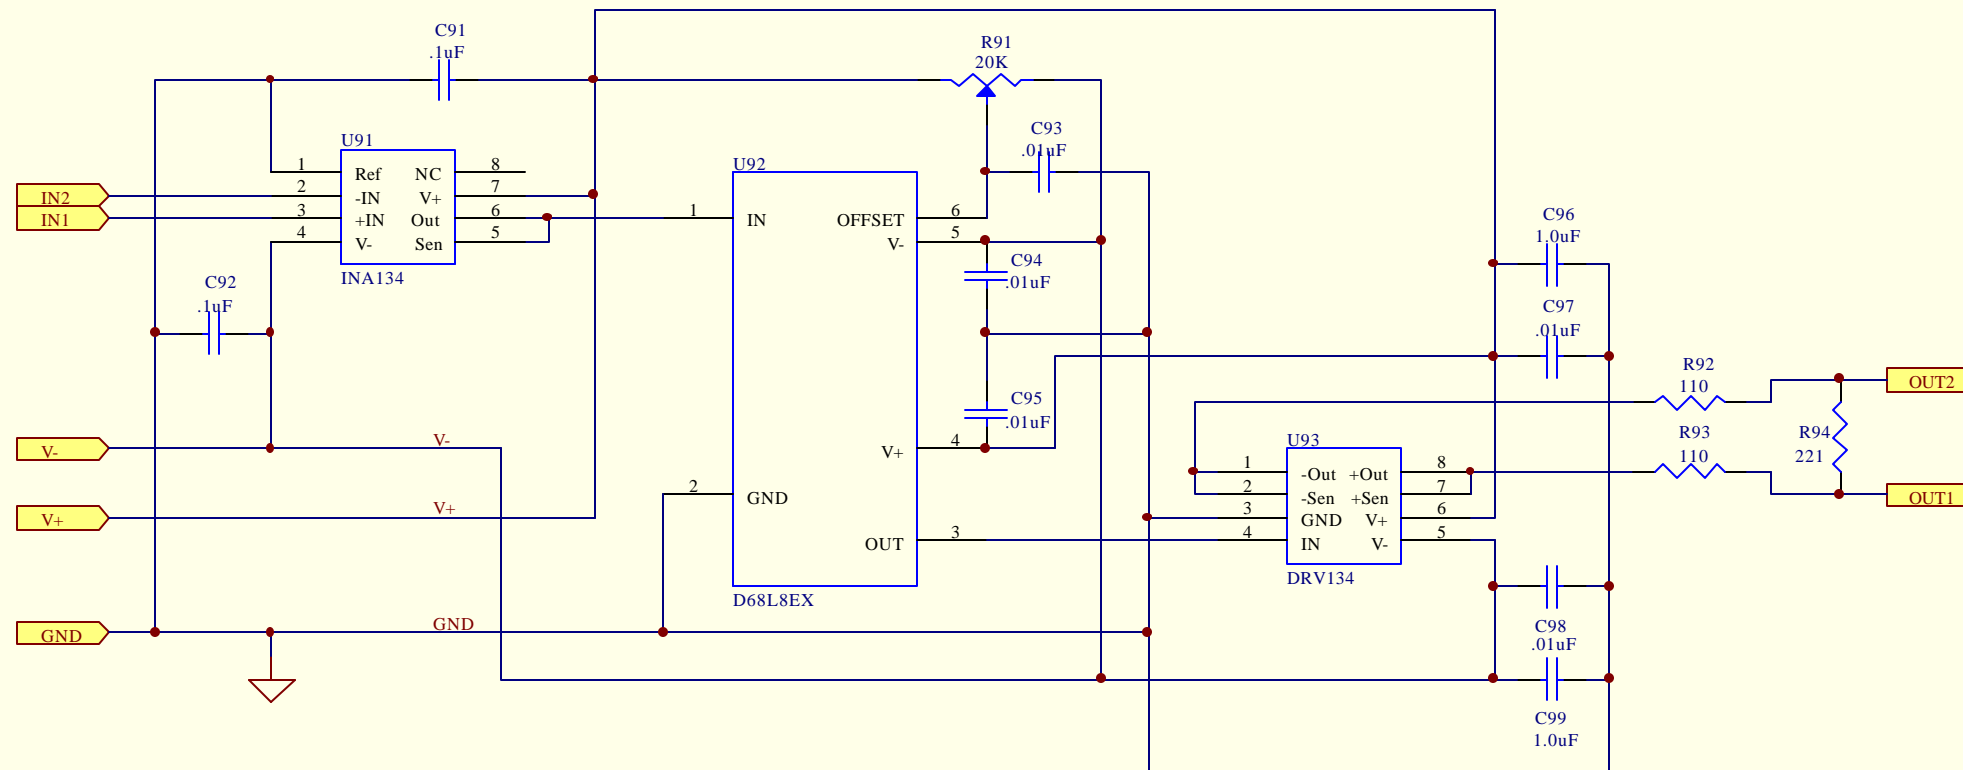 C91
.1uF
R91
20K
U91
C93
.01uF
U92
1 Ref NC 8
IN2 2 -IN V+ 7
IN1 3 +IN Out 6
4 V- Sen 5
INA134
1 IN OFFSET 6
V- 5
C96
1.0uF
C94
.01uF
C92
.1uF
C97
.01uF
R92
110
OUT2
C95
.01uF
R93
110
R94
221
V- V-
V+ 4
U93
1 -Out +Out 8
2 -Sen +Sen 7
3 GND V+ 6
4 IN V- 5
DRV134
OUT1
2 GND
V+ V+
OUT 3
D68L8EX
GND GND
C98
.01uF
C99
1.0uF